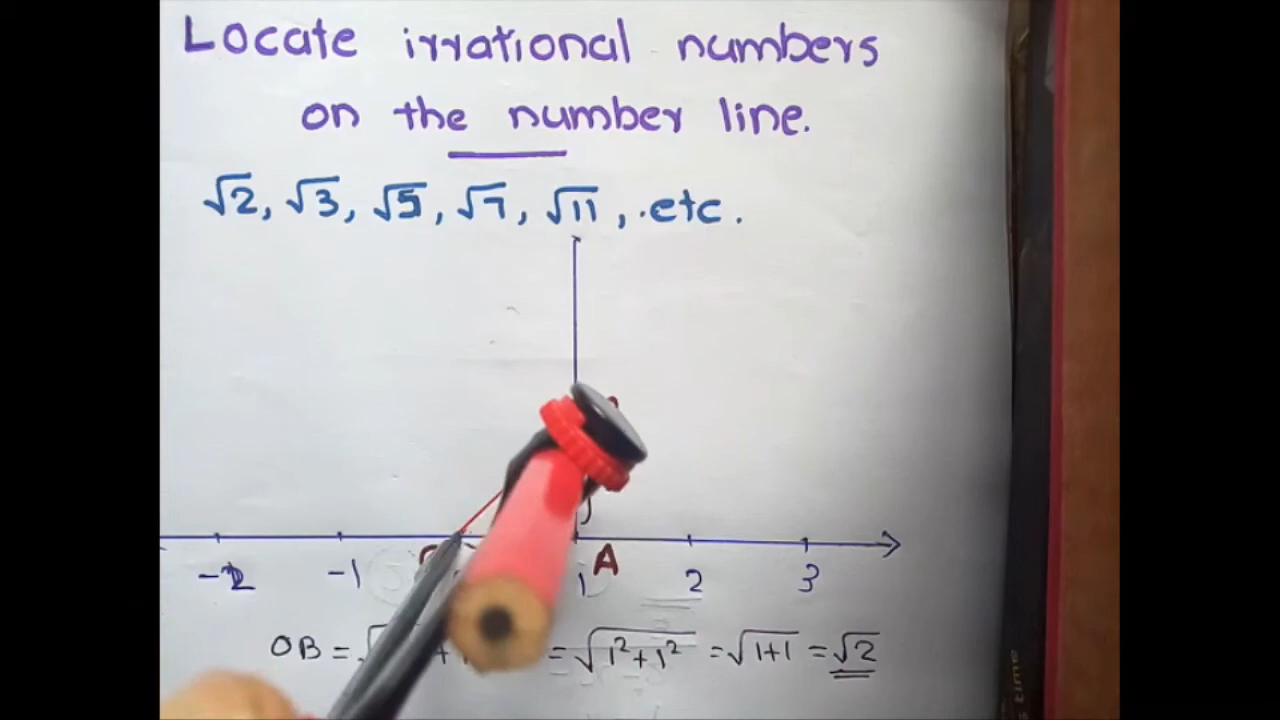 Locate irrational numbers
on the number line.
√2, √3, √5, √7, √11, .etc.
-2 -1 1 A 2 3
OB = √ + = √1²+1² = √1+1 = √2
time